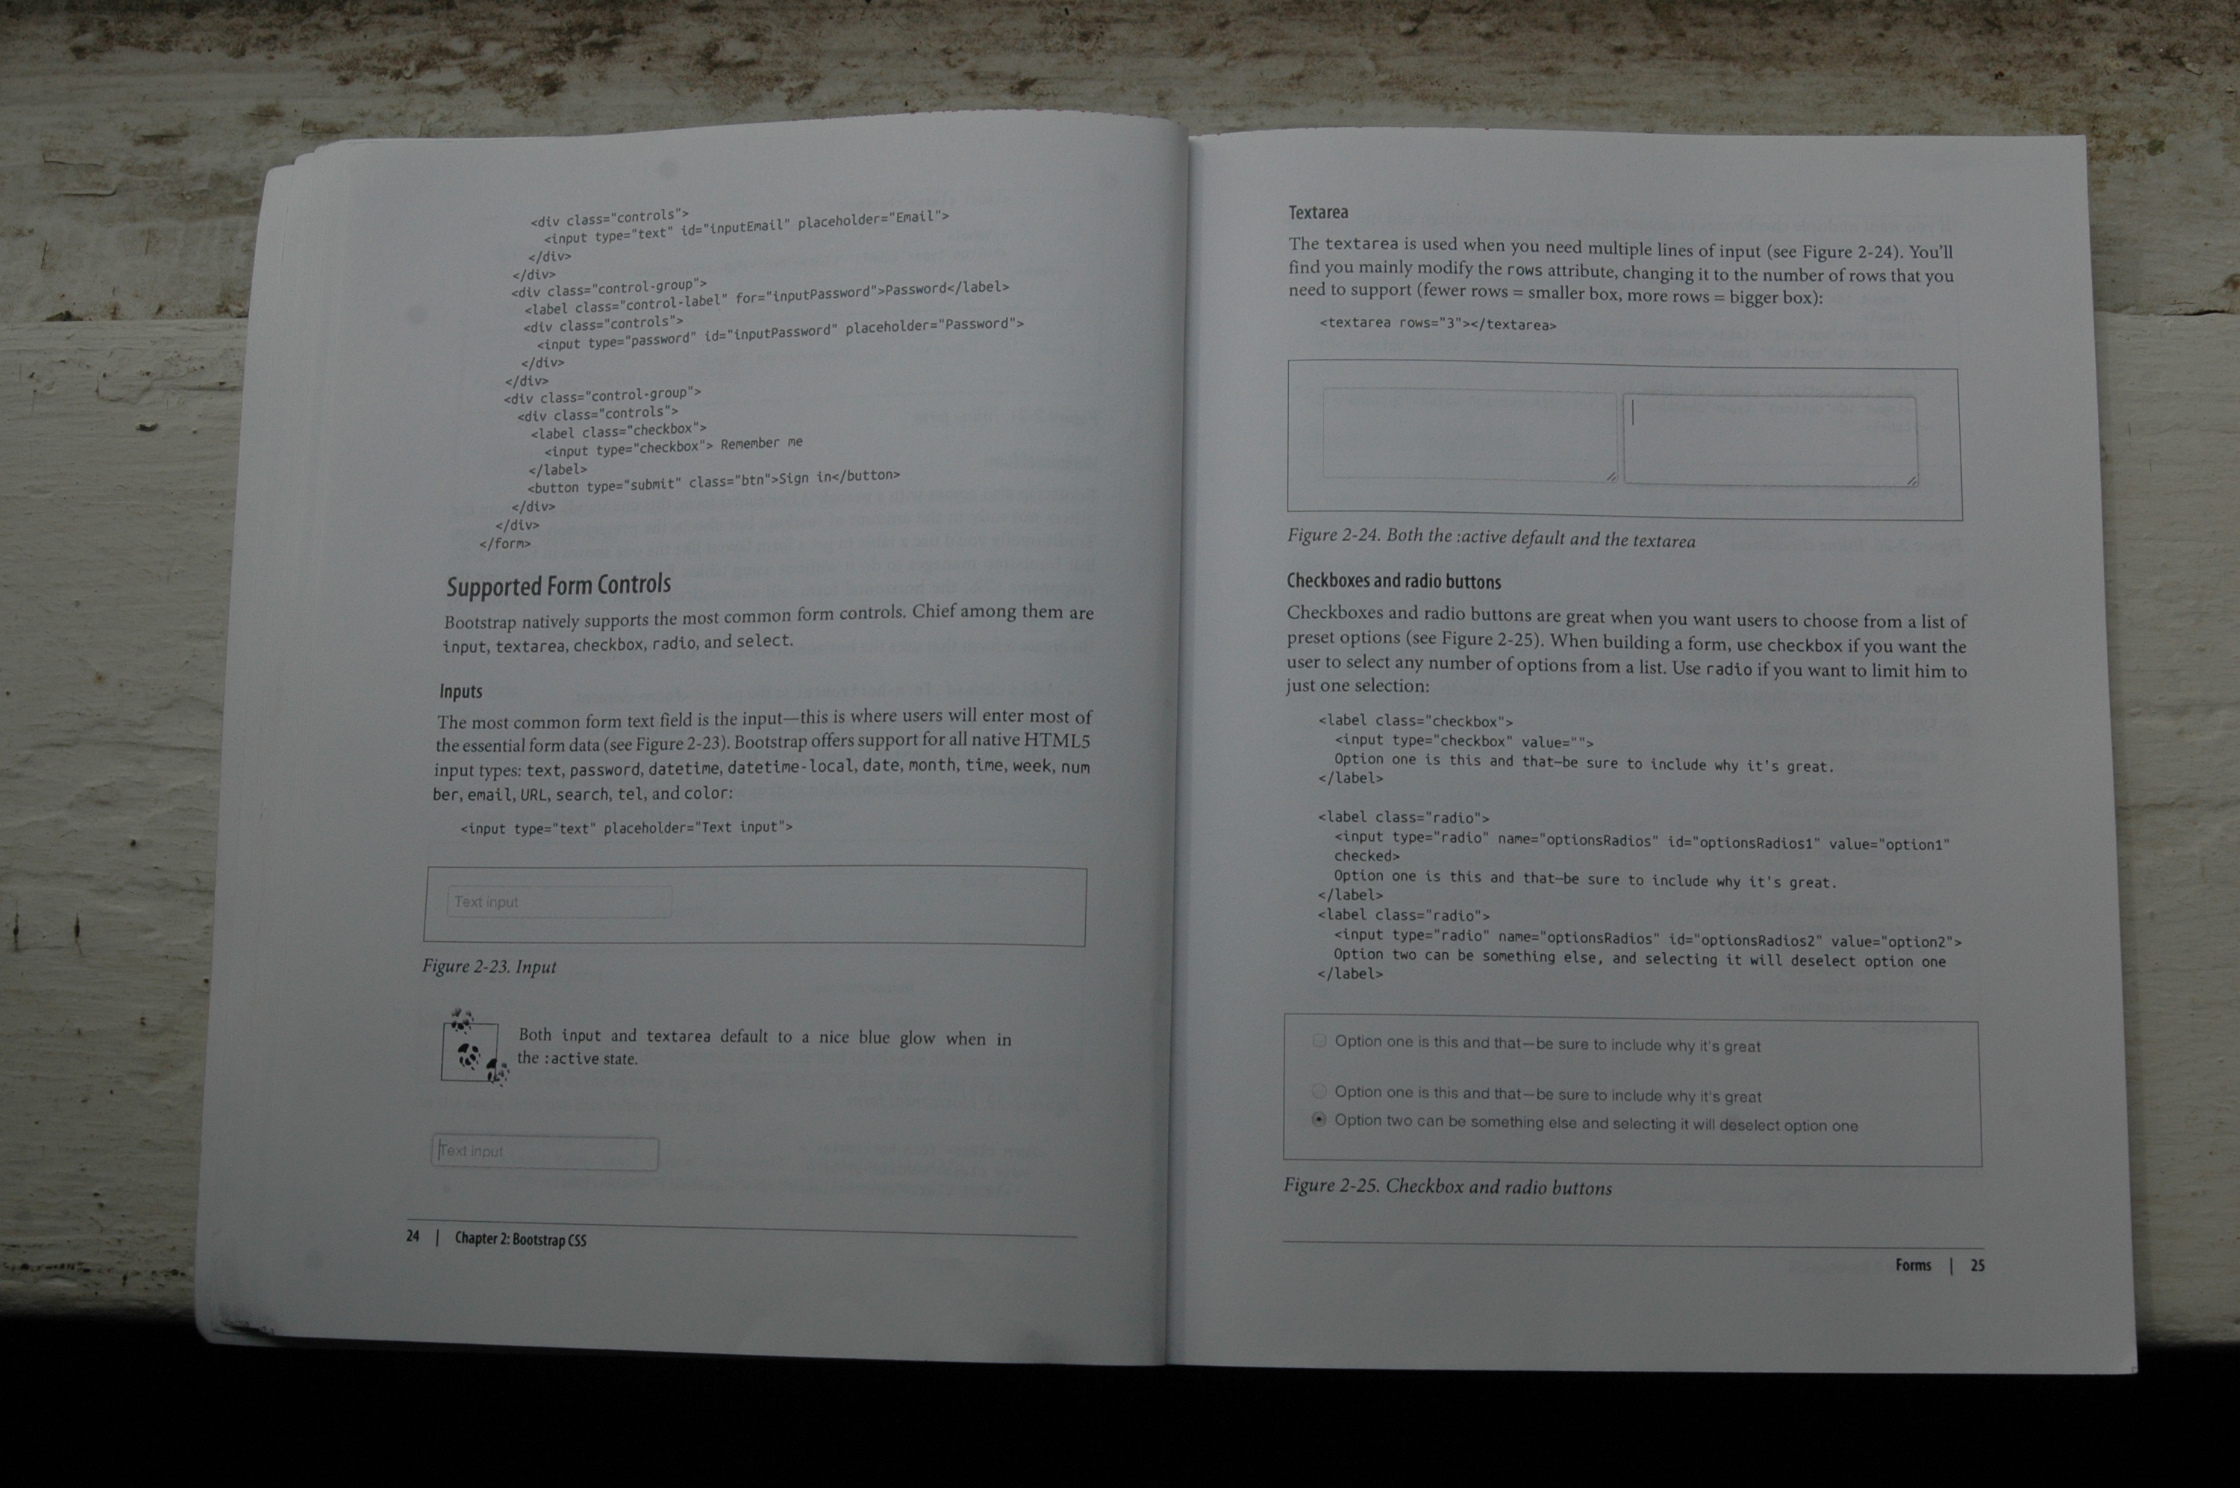 <div class="controls">
<input type="text" id="inputEmail" placeholder="Email">
</div>
</div>
<div class="control-group">
<label class="control-label" for="inputPassword">Password</label>
<div class="controls">
<input type="password" id="inputPassword" placeholder="Password">
</div>
</div>
<div class="control-group">
<div class="controls">
<label class="checkbox">
<input type="checkbox"> Remember me
</label>
<button type="submit" class="btn">Sign in</button>
</div>
</div>
</form>
Supported Form Controls
Bootstrap natively supports the most common form controls. Chief among them are
input, textarea, checkbox, radio, and select.
Inputs
The most common form text field is the input—this is where users will enter most of
the essential form data (see Figure 2-23). Bootstrap offers support for all native HTML5
input types: text, password, datetime, datetime-local, date, month, time, week, num
ber, email, URL, search, tel, and color:
<input type="text" placeholder="Text input">
Text input
Figure 2-23. Input
Both input and textarea default to a nice blue glow when in
the :active state.
Text input
24 | Chapter 2: Bootstrap CSS
Textarea
The textarea is used when you need multiple lines of input (see Figure 2-24). You'll
find you mainly modify the rows attribute, changing it to the number of rows that you
need to support (fewer rows = smaller box, more rows = bigger box):
<textarea rows="3"></textarea>
Figure 2-24. Both the :active default and the textarea
Checkboxes and radio buttons
Checkboxes and radio buttons are great when you want users to choose from a list of
preset options (see Figure 2-25). When building a form, use checkbox if you want the
user to select any number of options from a list. Use radio if you want to limit him to
just one selection:
<label class="checkbox">
<input type="checkbox" value="">
Option one is this and that—be sure to include why it's great.
</label>
<label class="radio">
<input type="radio" name="optionsRadios" id="optionsRadios1" value="option1"
checked>
Option one is this and that—be sure to include why it's great.
</label>
<label class="radio">
<input type="radio" name="optionsRadios" id="optionsRadios2" value="option2">
Option two can be something else, and selecting it will deselect option one
</label>
Option one is this and that—be sure to include why it's great
Option one is this and that—be sure to include why it's great
Option two can be something else and selecting it will deselect option one
Figure 2-25. Checkbox and radio buttons
Forms | 25